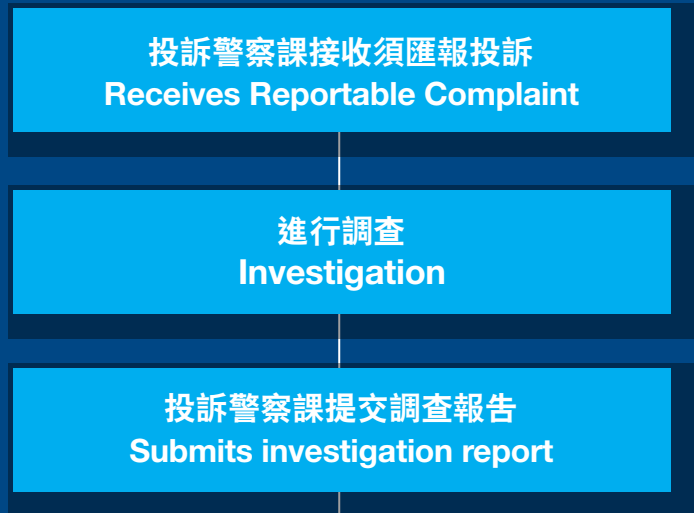 投訴警察課接收須匯報投訴
Receives Reportable Complaint
進行調查
Investigation
投訴警察課提交調查報告
Submits investigation report